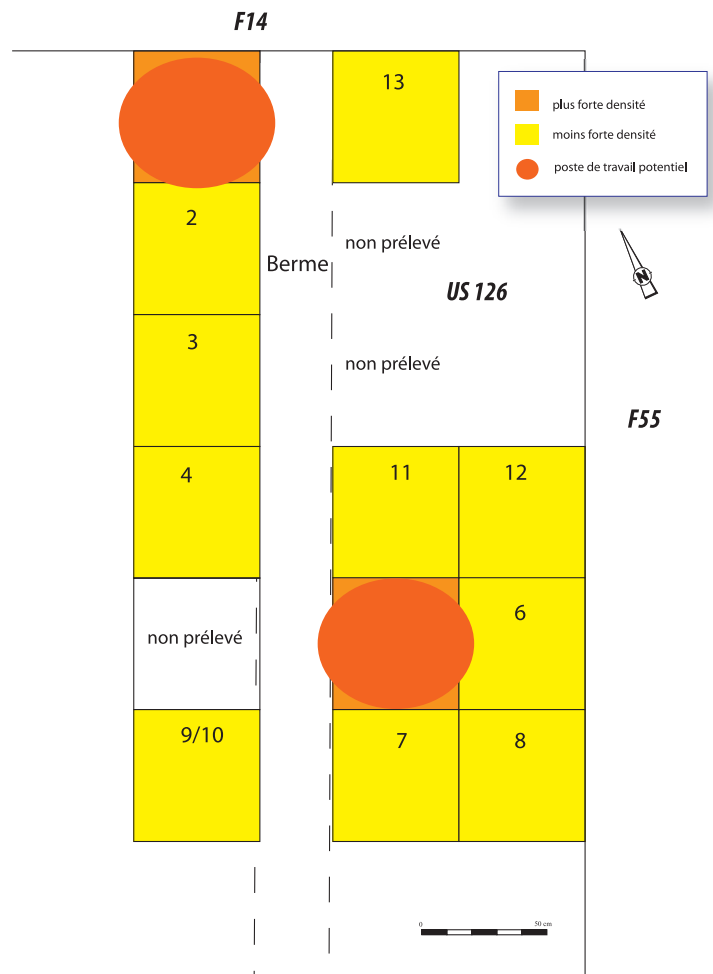 F14
13
plus forte densité
moins forte densité
poste de travail potentiel
2
non prélevé
Berme
N
US 126
3
non prélevé
F55
4
11
12
non prélevé
6
9/10
7
8
0
50 cm